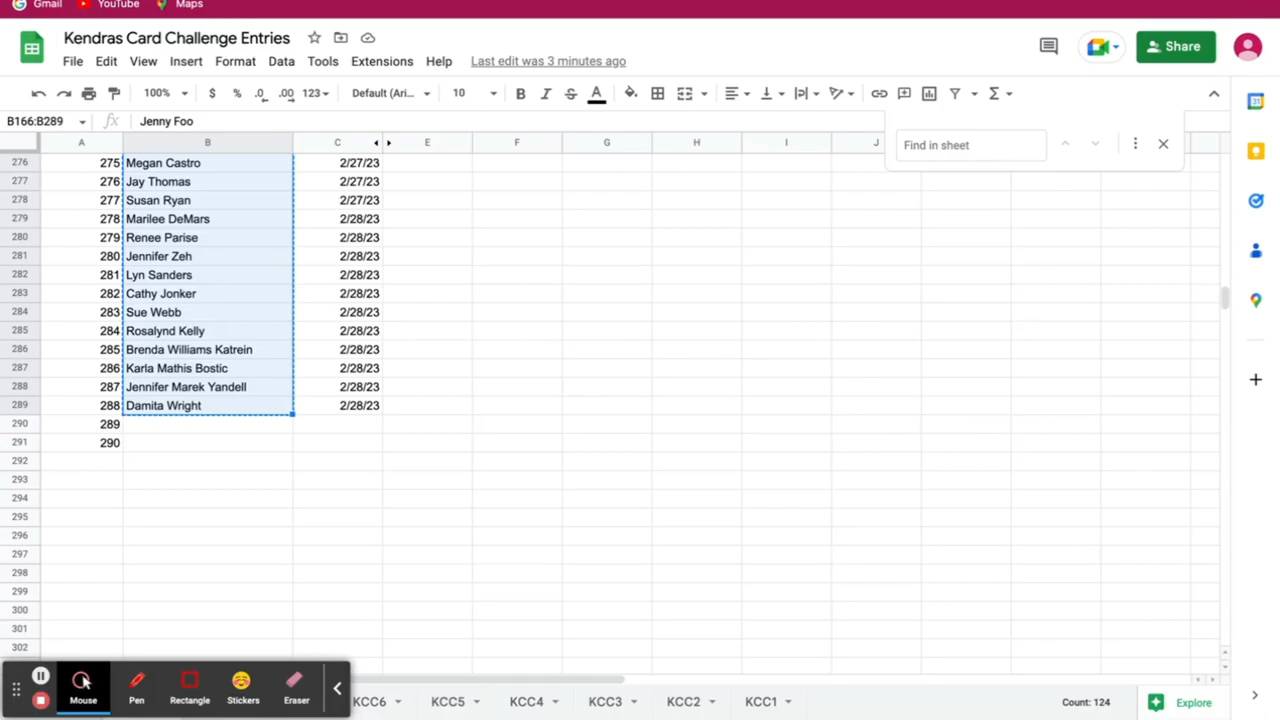 Gmail YouTube Maps
Kendras Card Challenge Entries
Share
File Edit View Insert Format Data Tools Extensions Help Last edit was 3 minutes ago
100% $ % .0 .00 123 Default (Ari... 10 B I S A
B166:B289 fx Jenny Foo
Find in sheet
A B C E F G H I J
276 275 Megan Castro 2/27/23
277 276 Jay Thomas 2/27/23
278 277 Susan Ryan 2/27/23
279 278 Marilee DeMars 2/28/23
280 279 Renee Parise 2/28/23
281 280 Jennifer Zeh 2/28/23
282 281 Lyn Sanders 2/28/23
283 282 Cathy Jonker 2/28/23
284 283 Sue Webb 2/28/23
285 284 Rosalynd Kelly 2/28/23
286 285 Brenda Williams Katrein 2/28/23
287 286 Karla Mathis Bostic 2/28/23
288 287 Jennifer Marek Yandell 2/28/23
289 288 Damita Wright 2/28/23
290 289
291 290
292
293
294
295
296
297
298
299
300
301
302
Mouse Pen Rectangle Stickers Eraser
KCC6 KCC5 KCC4 KCC3 KCC2 KCC1 Count: 124 Explore